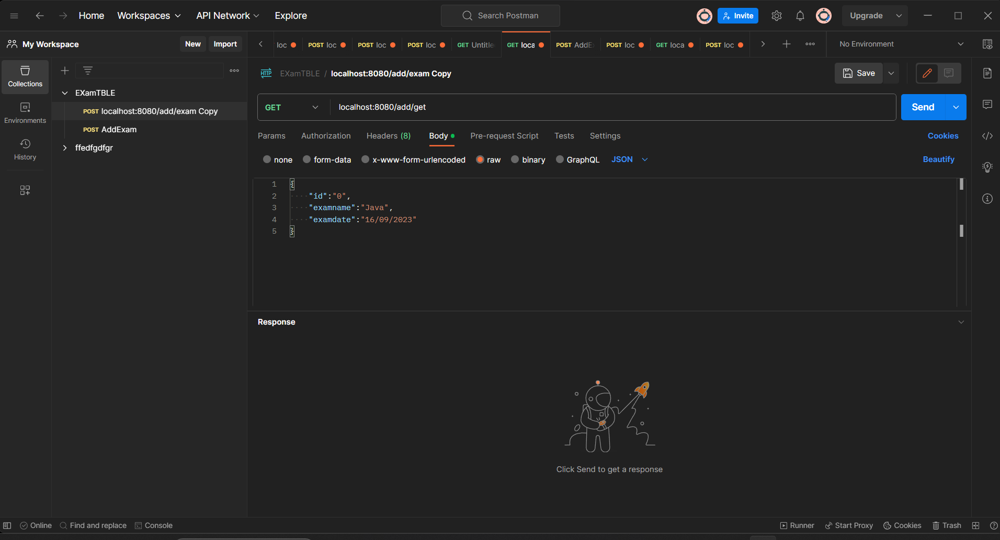 Home Workspaces API Network Explore Search Postman Invite Upgrade
My Workspace New Import loc POST loc POST loc POST loc GET Untitle GET loca POST AddEx POST loc GET loca POST loc No Environment
Collections
Environments
History
EXamTBLE
POST localhost:8080/add/exam Copy
POST AddExam
ffedfgdfgr
HTTP EXamTBLE / localhost:8080/add/exam Copy Save
GET localhost:8080/add/get Send
Params Authorization Headers (8) Body Pre-request Script Tests Settings Cookies
none form-data x-www-form-urlencoded raw binary GraphQL JSON Beautify
1 {
2 ····"id":"0",
3 ····"examname":"Java",
4 ····"examdate":"16/09/2023"
5 }
Response
Click Send to get a response
Online Find and replace Console Runner Start Proxy Cookies Trash